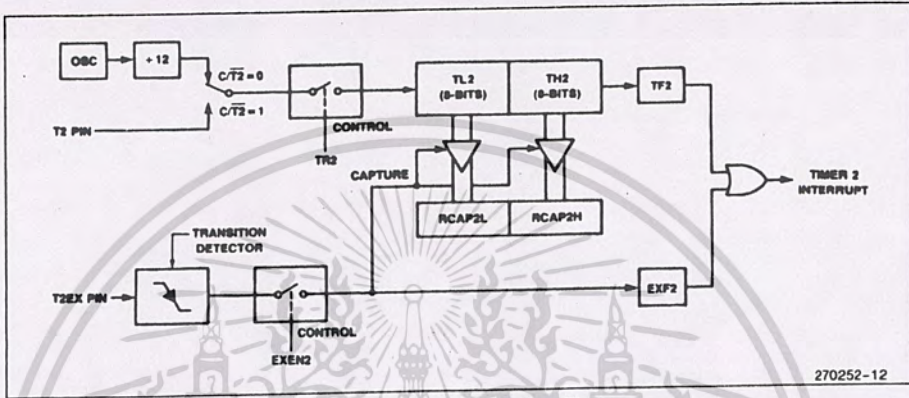 OSC
÷ 12
C/T2 = 0
C/T2 = 1
T2 PIN
CONTROL
TR2
TL2
(8-BITS)
TH2
(8-BITS)
TF2
CAPTURE
RCAP2L
RCAP2H
TIMER 2
INTERRUPT
TRANSITION
DETECTOR
T2EX PIN
CONTROL
EXEN2
EXF2
270252-12